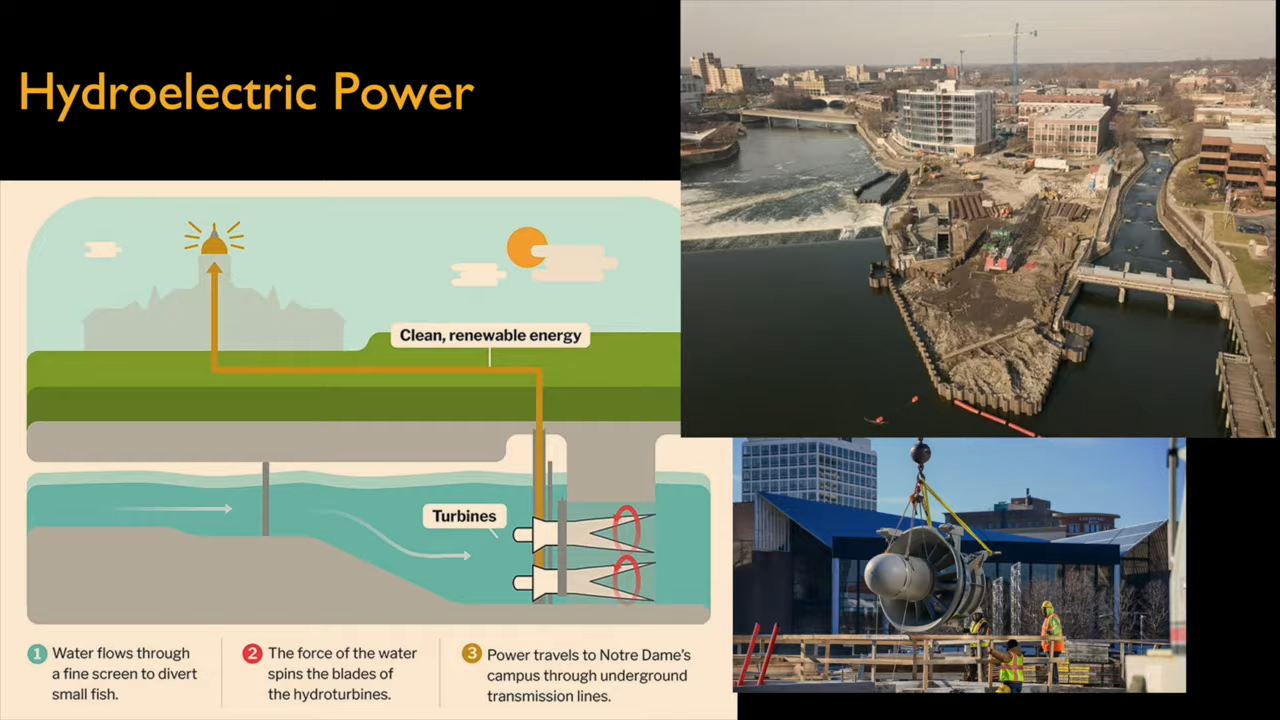 Hydroelectric Power
Clean, renewable energy
Turbines
1 Water flows through
a fine screen to divert
small fish.
2 The force of the water
spins the blades of
the hydroturbines.
3 Power travels to Notre Dame's
campus through underground
transmission lines.